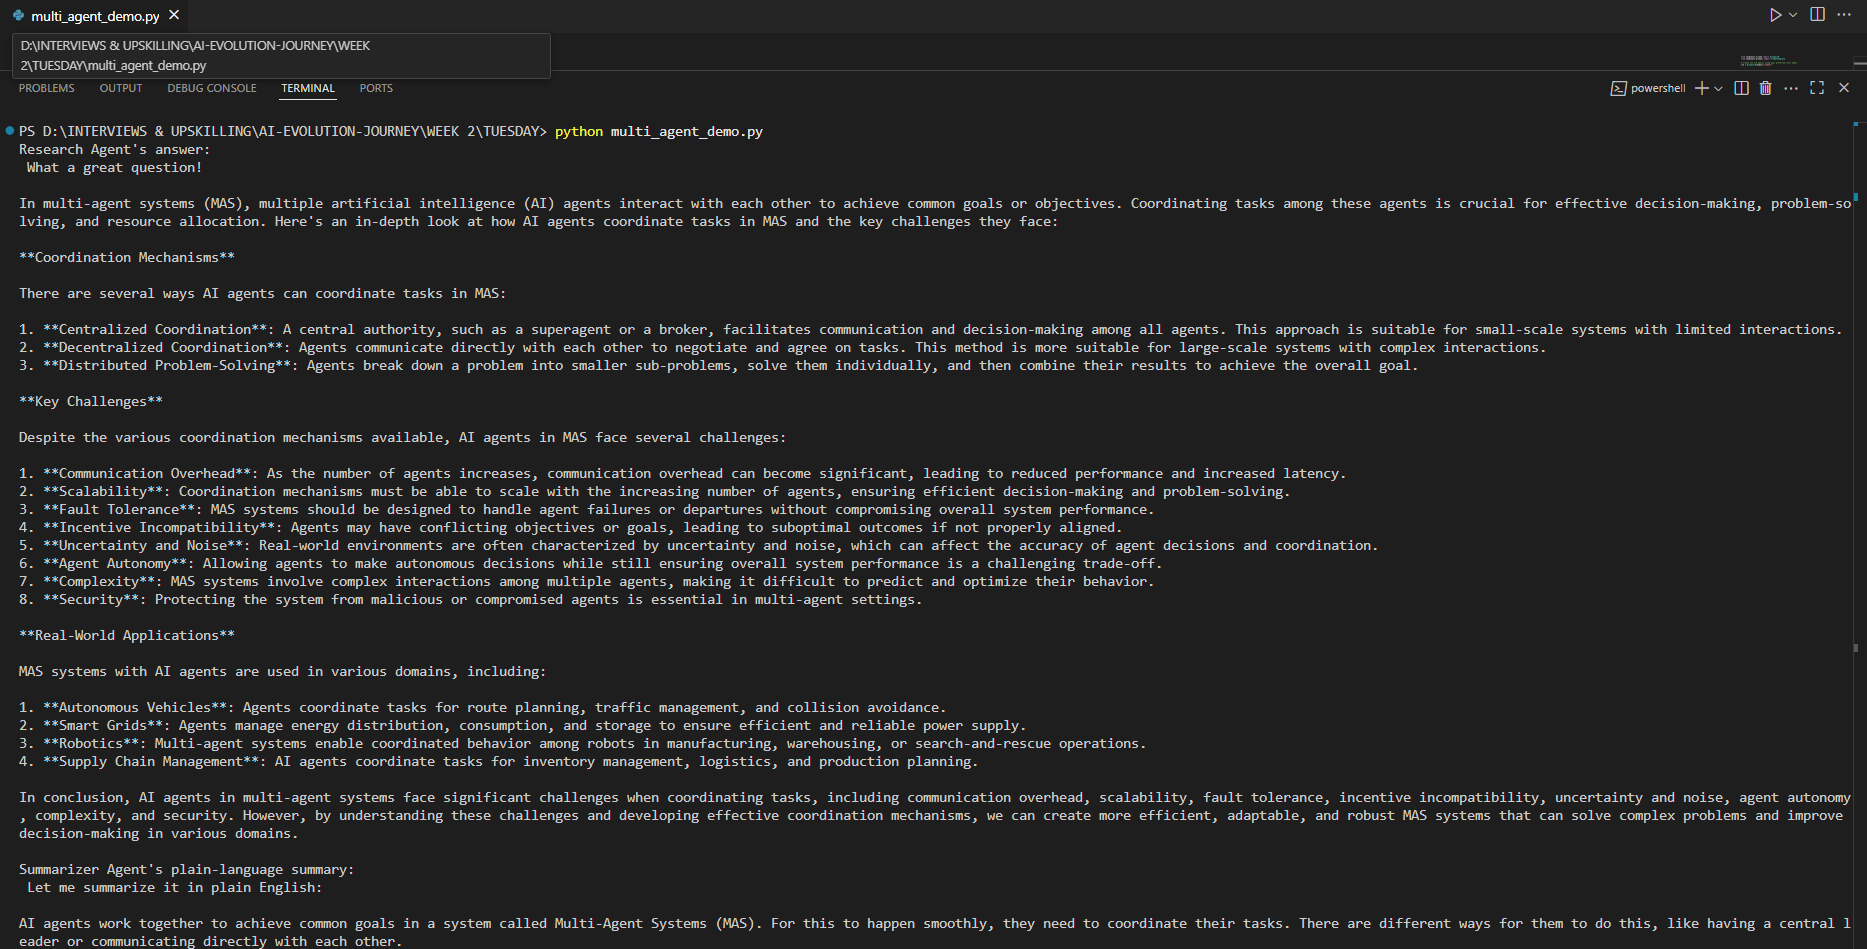 multi_agent_demo.py
D:\INTERVIEWS & UPSKILLING\AI-EVOLUTION-JOURNEY\WEEK
2\TUESDAY\multi_agent_demo.py
PROBLEMS OUTPUT DEBUG CONSOLE TERMINAL PORTS
powershell
PS D:\INTERVIEWS & UPSKILLING\AI-EVOLUTION-JOURNEY\WEEK 2\TUESDAY> python multi_agent_demo.py
Research Agent's answer:
What a great question!
In multi-agent systems (MAS), multiple artificial intelligence (AI) agents interact with each other to achieve common goals or objectives. Coordinating tasks among these agents is crucial for effective decision-making, problem-so
lving, and resource allocation. Here's an in-depth look at how AI agents coordinate tasks in MAS and the key challenges they face:
**Coordination Mechanisms**
There are several ways AI agents can coordinate tasks in MAS:
1. **Centralized Coordination**: A central authority, such as a superagent or a broker, facilitates communication and decision-making among all agents. This approach is suitable for small-scale systems with limited interactions.
2. **Decentralized Coordination**: Agents communicate directly with each other to negotiate and agree on tasks. This method is more suitable for large-scale systems with complex interactions.
3. **Distributed Problem-Solving**: Agents break down a problem into smaller sub-problems, solve them individually, and then combine their results to achieve the overall goal.
**Key Challenges**
Despite the various coordination mechanisms available, AI agents in MAS face several challenges:
1. **Communication Overhead**: As the number of agents increases, communication overhead can become significant, leading to reduced performance and increased latency.
2. **Scalability**: Coordination mechanisms must be able to scale with the increasing number of agents, ensuring efficient decision-making and problem-solving.
3. **Fault Tolerance**: MAS systems should be designed to handle agent failures or departures without compromising overall system performance.
4. **Incentive Incompatibility**: Agents may have conflicting objectives or goals, leading to suboptimal outcomes if not properly aligned.
5. **Uncertainty and Noise**: Real-world environments are often characterized by uncertainty and noise, which can affect the accuracy of agent decisions and coordination.
6. **Agent Autonomy**: Allowing agents to make autonomous decisions while still ensuring overall system performance is a challenging trade-off.
7. **Complexity**: MAS systems involve complex interactions among multiple agents, making it difficult to predict and optimize their behavior.
8. **Security**: Protecting the system from malicious or compromised agents is essential in multi-agent settings.
**Real-World Applications**
MAS systems with AI agents are used in various domains, including:
1. **Autonomous Vehicles**: Agents coordinate tasks for route planning, traffic management, and collision avoidance.
2. **Smart Grids**: Agents manage energy distribution, consumption, and storage to ensure efficient and reliable power supply.
3. **Robotics**: Multi-agent systems enable coordinated behavior among robots in manufacturing, warehousing, or search-and-rescue operations.
4. **Supply Chain Management**: AI agents coordinate tasks for inventory management, logistics, and production planning.
In conclusion, AI agents in multi-agent systems face significant challenges when coordinating tasks, including communication overhead, scalability, fault tolerance, incentive incompatibility, uncertainty and noise, agent autonomy
, complexity, and security. However, by understanding these challenges and developing effective coordination mechanisms, we can create more efficient, adaptable, and robust MAS systems that can solve complex problems and improve
decision-making in various domains.
Summarizer Agent's plain-language summary:
Let me summarize it in plain English:
AI agents work together to achieve common goals in a system called Multi-Agent Systems (MAS). For this to happen smoothly, they need to coordinate their tasks. There are different ways for them to do this, like having a central l
eader or communicating directly with each other.